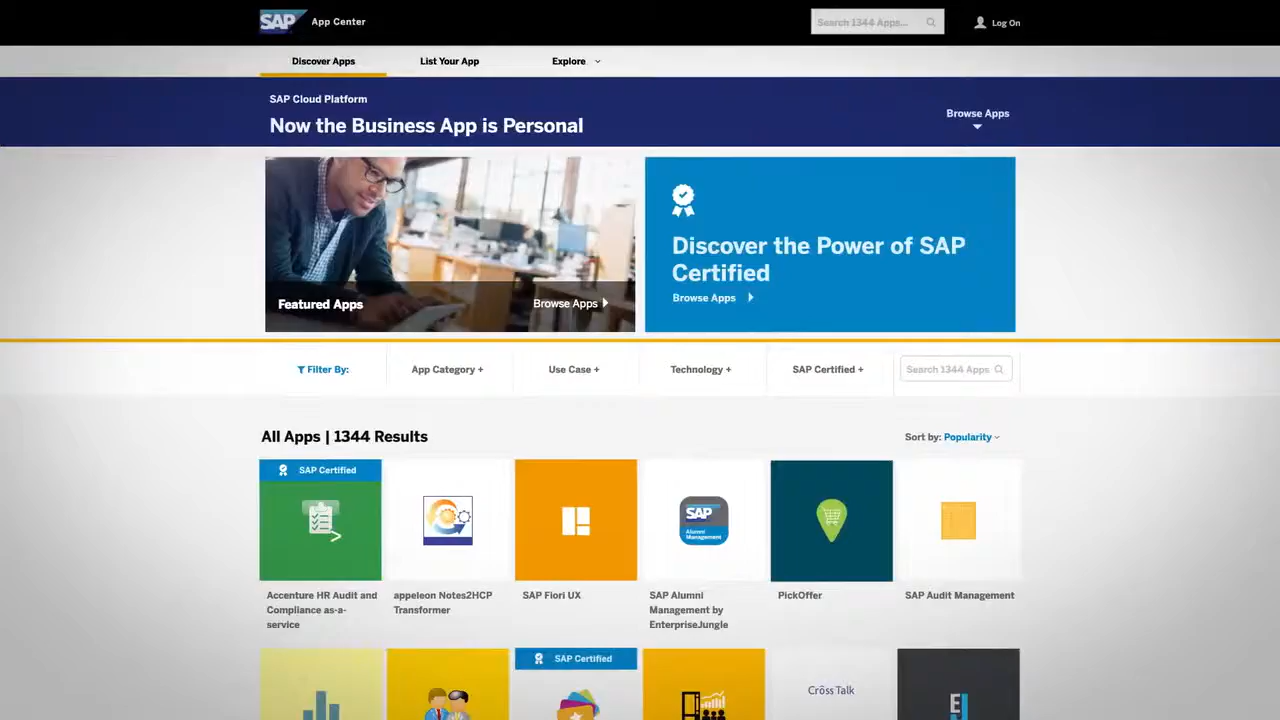 SAP App Center
Search 1344 Apps...
Log On
Discover Apps
List Your App
Explore
SAP Cloud Platform
Now the Business App is Personal
Browse Apps
Featured Apps
Browse Apps
Discover the Power of SAP
Certified
Browse Apps
Filter By:
App Category +
Use Case +
Technology +
SAP Certified +
Search 1344 Apps
All Apps | 1344 Results
Sort by: Popularity
SAP Certified
SAP
Alumni
Management
Accenture HR Audit and
Compliance as-a-
service
appeleon Notes2HCP
Transformer
SAP Fiori UX
SAP Alumni
Management by
EnterpriseJungle
PickOffer
SAP Audit Management
SAP Certified
Crōss Talk
EJ